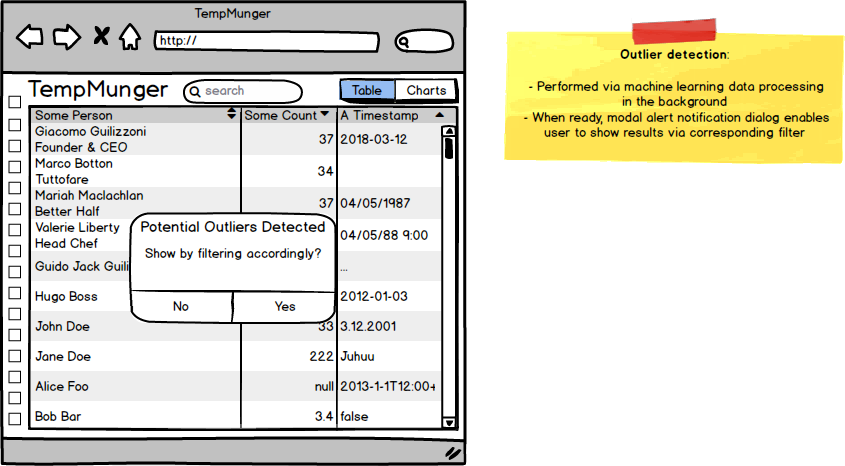 TempMunger
http://
TempMunger
search
Table
Charts
Some Person
Some Count
A Timestamp
Giacomo Guilizzoni
Founder & CEO
37
2018-03-12
Marco Botton
Tuttofare
34
Mariah Maclachlan
Better Half
37
04/05/1987
Valerie Liberty
Head Chef
04/05/88 9:00
Guido Jack Guili
...
Hugo Boss
2012-01-03
John Doe
33
3.12.2001
Jane Doe
222
Juhuu
Alice Foo
null
2013-1-1T12:00+
Bob Bar
3.4
false
Potential Outliers Detected
Show by filtering accordingly?
No
Yes
Outlier detection:
- Performed via machine learning data processing
in the background
- When ready, modal alert notification dialog enables
user to show results via corresponding filter